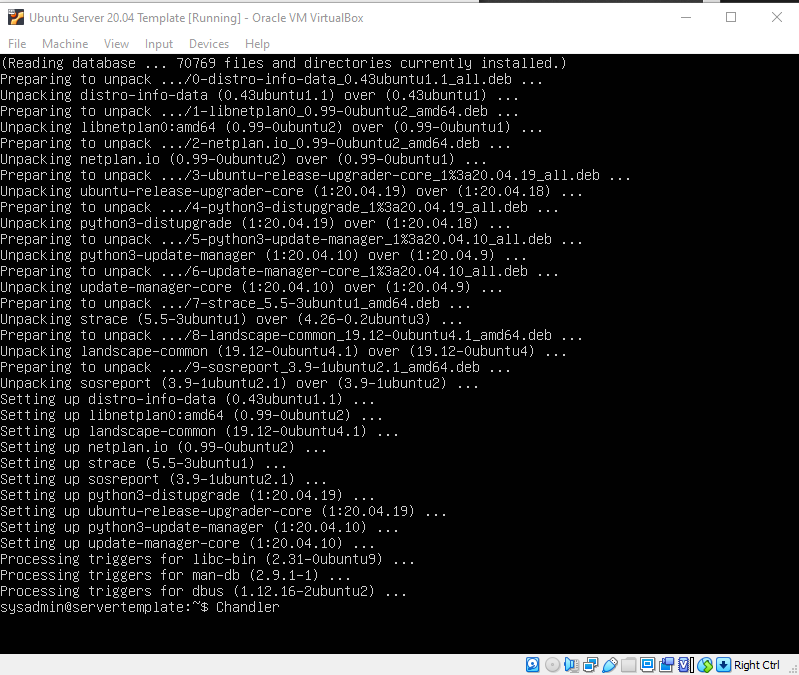 Ubuntu Server 20.04 Template [Running] - Oracle VM VirtualBox
File Machine View Input Devices Help
(Reading database ... 70769 files and directories currently installed.)
Preparing to unpack .../0-distro-info-data_0.43ubuntu1.1_all.deb ...
Unpacking distro-info-data (0.43ubuntu1.1) over (0.43ubuntu1) ...
Preparing to unpack .../1-libnetplan0_0.99-0ubuntu2_amd64.deb ...
Unpacking libnetplan0:amd64 (0.99-0ubuntu2) over (0.99-0ubuntu1) ...
Preparing to unpack .../2-netplan.io_0.99-0ubuntu2_amd64.deb ...
Unpacking netplan.io (0.99-0ubuntu2) over (0.99-0ubuntu1) ...
Preparing to unpack .../3-ubuntu-release-upgrader-core_1%3a20.04.19_all.deb ...
Unpacking ubuntu-release-upgrader-core (1:20.04.19) over (1:20.04.18) ...
Preparing to unpack .../4-python3-distupgrade_1%3a20.04.19_all.deb ...
Unpacking python3-distupgrade (1:20.04.19) over (1:20.04.18) ...
Preparing to unpack .../5-python3-update-manager_1%3a20.04.10_all.deb ...
Unpacking python3-update-manager (1:20.04.10) over (1:20.04.9) ...
Preparing to unpack .../6-update-manager-core_1%3a20.04.10_all.deb ...
Unpacking update-manager-core (1:20.04.10) over (1:20.04.9) ...
Preparing to unpack .../7-strace_5.5-3ubuntu1_amd64.deb ...
Unpacking strace (5.5-3ubuntu1) over (4.26-0.2ubuntu3) ...
Preparing to unpack .../8-landscape-common_19.12-0ubuntu4.1_amd64.deb ...
Unpacking landscape-common (19.12-0ubuntu4.1) over (19.12-0ubuntu4) ...
Preparing to unpack .../9-sosreport_3.9-1ubuntu2.1_amd64.deb ...
Unpacking sosreport (3.9-1ubuntu2.1) over (3.9-1ubuntu2) ...
Setting up distro-info-data (0.43ubuntu1.1) ...
Setting up libnetplan0:amd64 (0.99-0ubuntu2) ...
Setting up landscape-common (19.12-0ubuntu4.1) ...
Setting up netplan.io (0.99-0ubuntu2) ...
Setting up strace (5.5-3ubuntu1) ...
Setting up sosreport (3.9-1ubuntu2.1) ...
Setting up python3-distupgrade (1:20.04.19) ...
Setting up ubuntu-release-upgrader-core (1:20.04.19) ...
Setting up python3-update-manager (1:20.04.10) ...
Setting up update-manager-core (1:20.04.10) ...
Processing triggers for libc-bin (2.31-0ubuntu9) ...
Processing triggers for man-db (2.9.1-1) ...
Processing triggers for dbus (1.12.16-2ubuntu2) ...
sysadmin@servertemplate:~$ Chandler
Right Ctrl